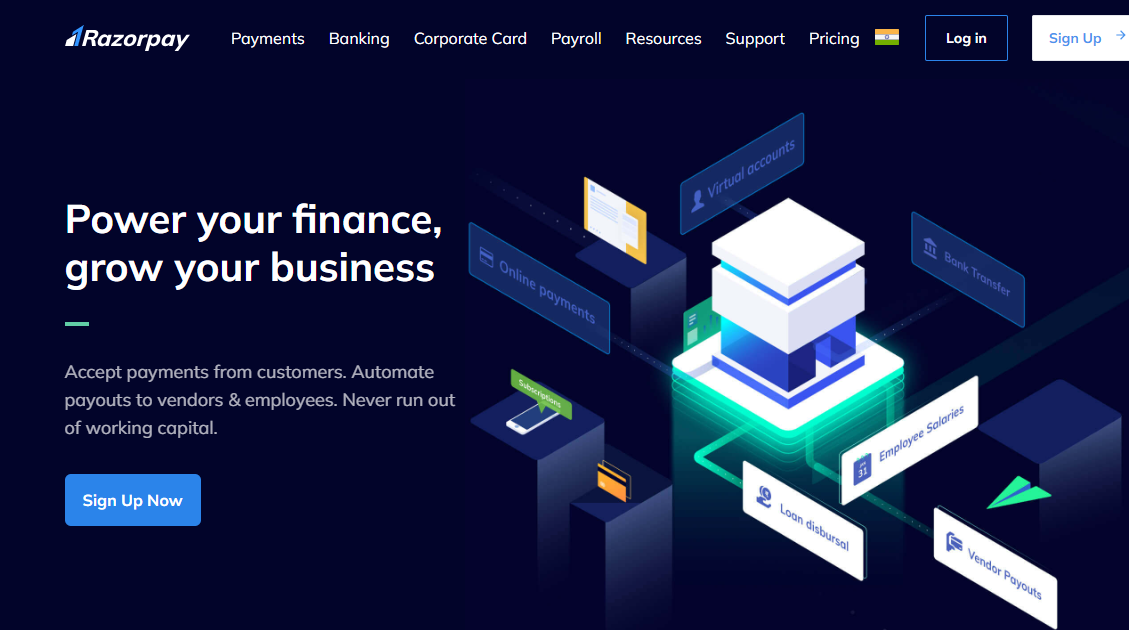 Razorpay
Payments
Banking
Corporate Card
Payroll
Resources
Support
Pricing
Log in
Sign Up →
Power your finance,
grow your business
Accept payments from customers. Automate
payouts to vendors & employees. Never run out
of working capital.
Sign Up Now
Virtual accounts
Online payments
Bank Transfer
Subscriptions
Employee Salaries
31
Loan disbursal
Vendor Payouts